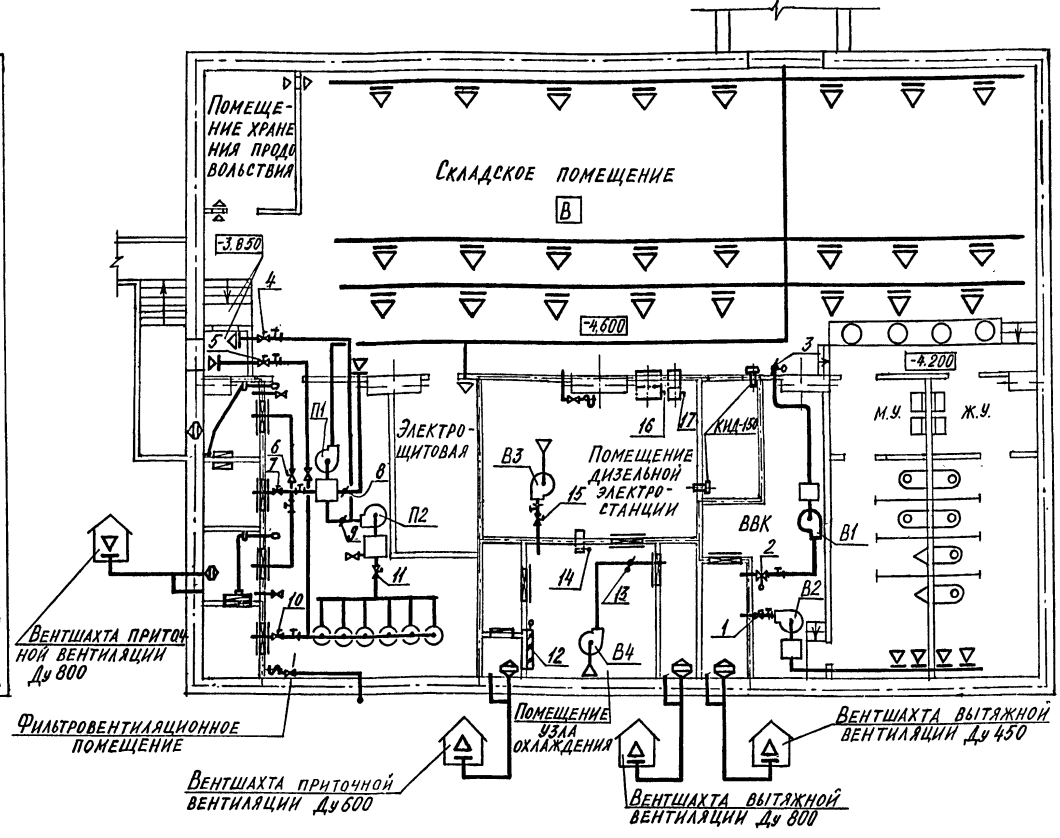 ПОМЕЩЕ-
НИЕ ХРАНЕ
НИЯ ПРОДО
ВОЛЬСТВИЯ
СКЛАДСКОЕ ПОМЕЩЕНИЕ
В
-3.850
4
-4,600
5
3
-4.200
П1
ЭЛЕКТРО-
ЩИТОВАЯ
16
17
КИД-150
М.У.
Ж.У.
6
7
8
В3
ПОМЕЩЕНИЕ
ДИЗЕЛЬНОЙ
ЭЛЕКТРО-
СТАНЦИИ
15
9
П2
ВВК
В1
11
14
13
2
10
1
В2
12
В4
ВЕНТШАХТА ПРИТОЧ-
НОЙ ВЕНТИЛЯЦИИ
Ду 800
ФИЛЬТРОВЕНТИЛЯЦИОННОЕ
ПОМЕЩЕНИЕ
ПОМЕЩЕНИЕ
УЗЛА
ОХЛАЖДЕНИЯ
ВЕНТШАХТА ВЫТЯЖНОЙ
ВЕНТИЛЯЦИИ Ду 450
ВЕНТШАХТА ПРИТОЧНОЙ
ВЕНТИЛЯЦИИ Ду 600
ВЕНТШАХТА ВЫТЯЖНОЙ
ВЕНТИЛЯЦИИ Ду 800